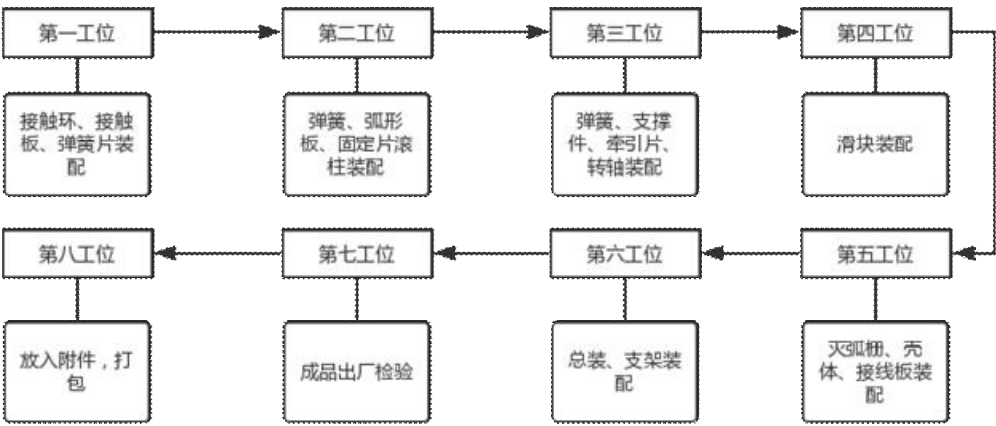 第一工位
第二工位
第三工位
第四工位
接触环、接触
板、弹簧片装
配
弹簧、弧形
板、固定片滚
柱装配
弹簧、支撑
件、牵引片、
转轴装配
滑块装配
第八工位
第七工位
第六工位
第五工位
放入附件，打
包
成品出厂检验
总装、支架装
配
灭弧栅、壳
体、接线板装
配